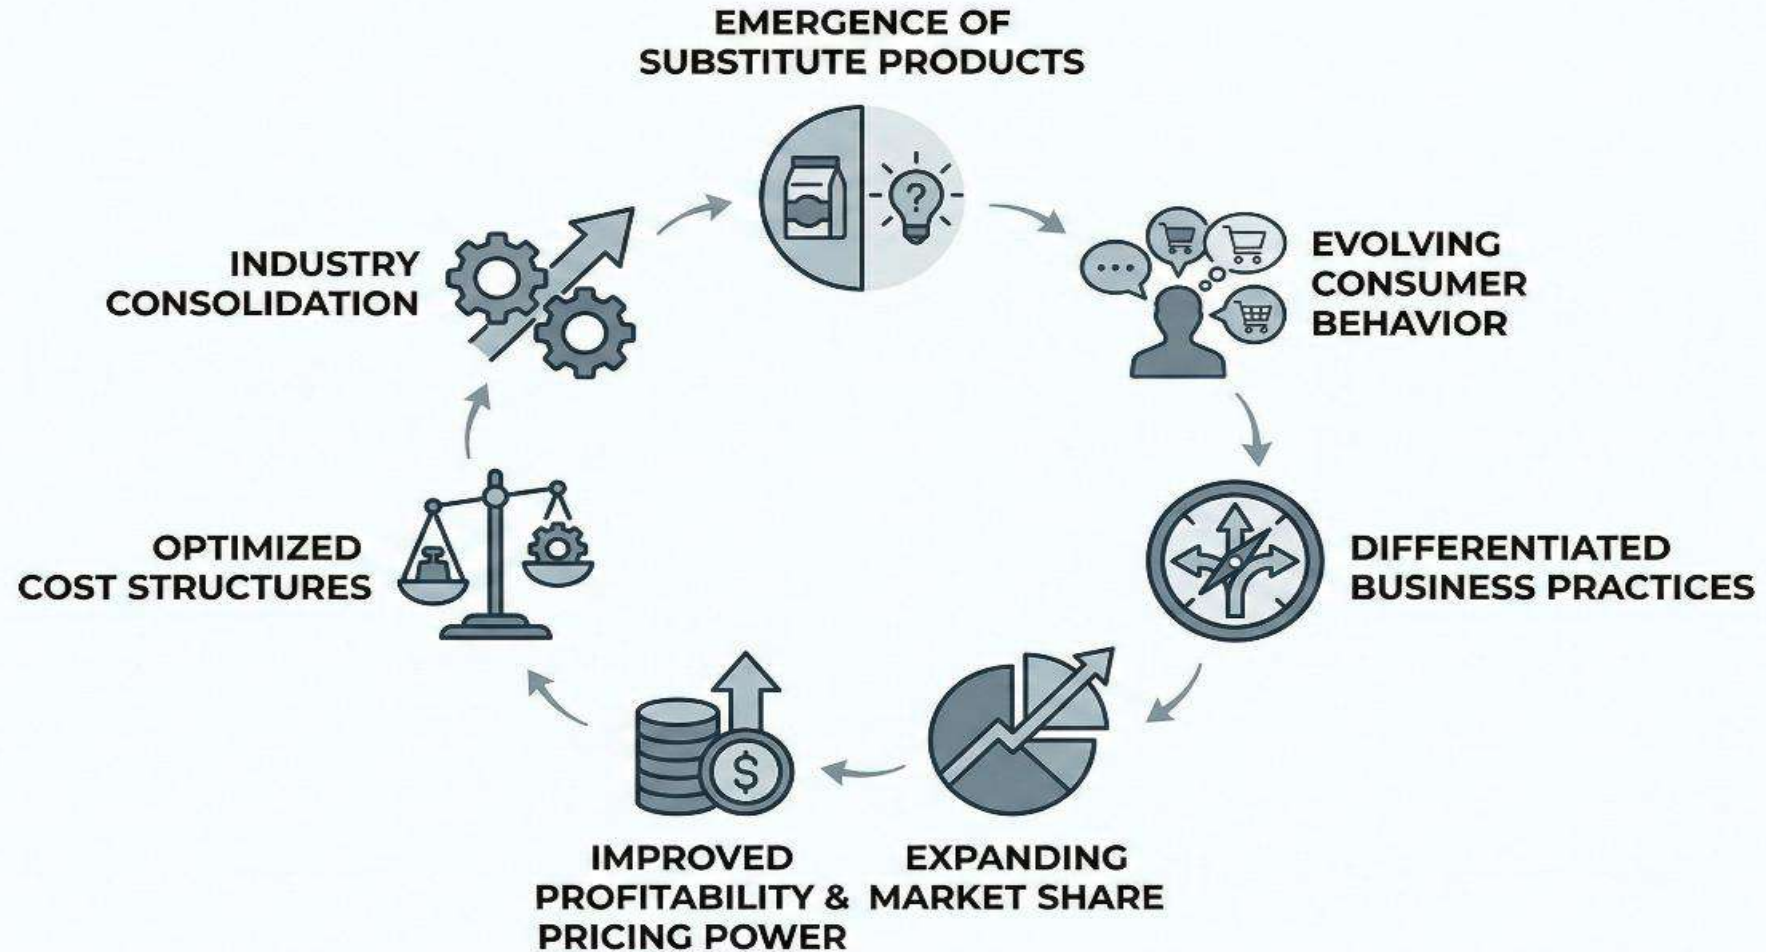 EMERGENCE OF
SUBSTITUTE PRODUCTS
?
EVOLVING
CONSUMER
BEHAVIOR
DIFFERENTIATED
BUSINESS PRACTICES
EXPANDING
MARKET SHARE
$
IMPROVED
PROFITABILITY &
PRICING POWER
OPTIMIZED
COST STRUCTURES
INDUSTRY
CONSOLIDATION